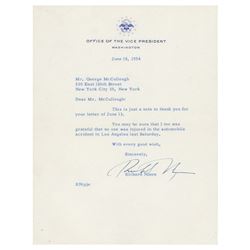 OFFICE OF THE VICE PRESIDENT
WASHINGTON
June 18, 1954
Mr. George McCullough
New York City 35, New York
Dear Mr. McCullough:
This is just a note to thank you for
your letter of June 15.
You may be sure that I too was
grateful that no one was injured in the automobile
accident in Los Angeles last Saturday.
With every good wish,
Sincerely,
Richard Nixon